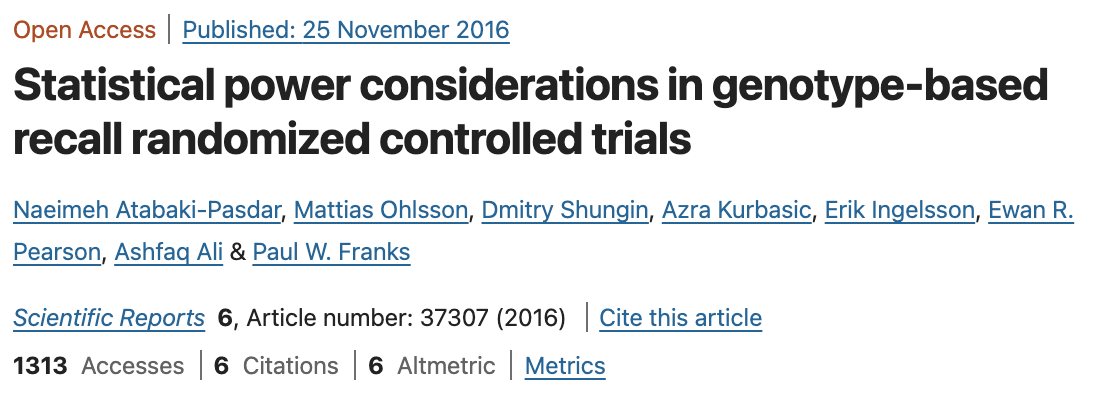 Open Access | Published: 25 November 2016
Statistical power considerations in genotype-based
recall randomized controlled trials
Naeimeh Atabaki-Pasdar, Mattias Ohlsson, Dmitry Shungin, Azra Kurbasic, Erik Ingelsson, Ewan R.
Pearson, Ashfaq Ali & Paul W. Franks
Scientific Reports 6, Article number: 37307 (2016) | Cite this article
1313 Accesses | 6 Citations | 6 Altmetric | Metrics